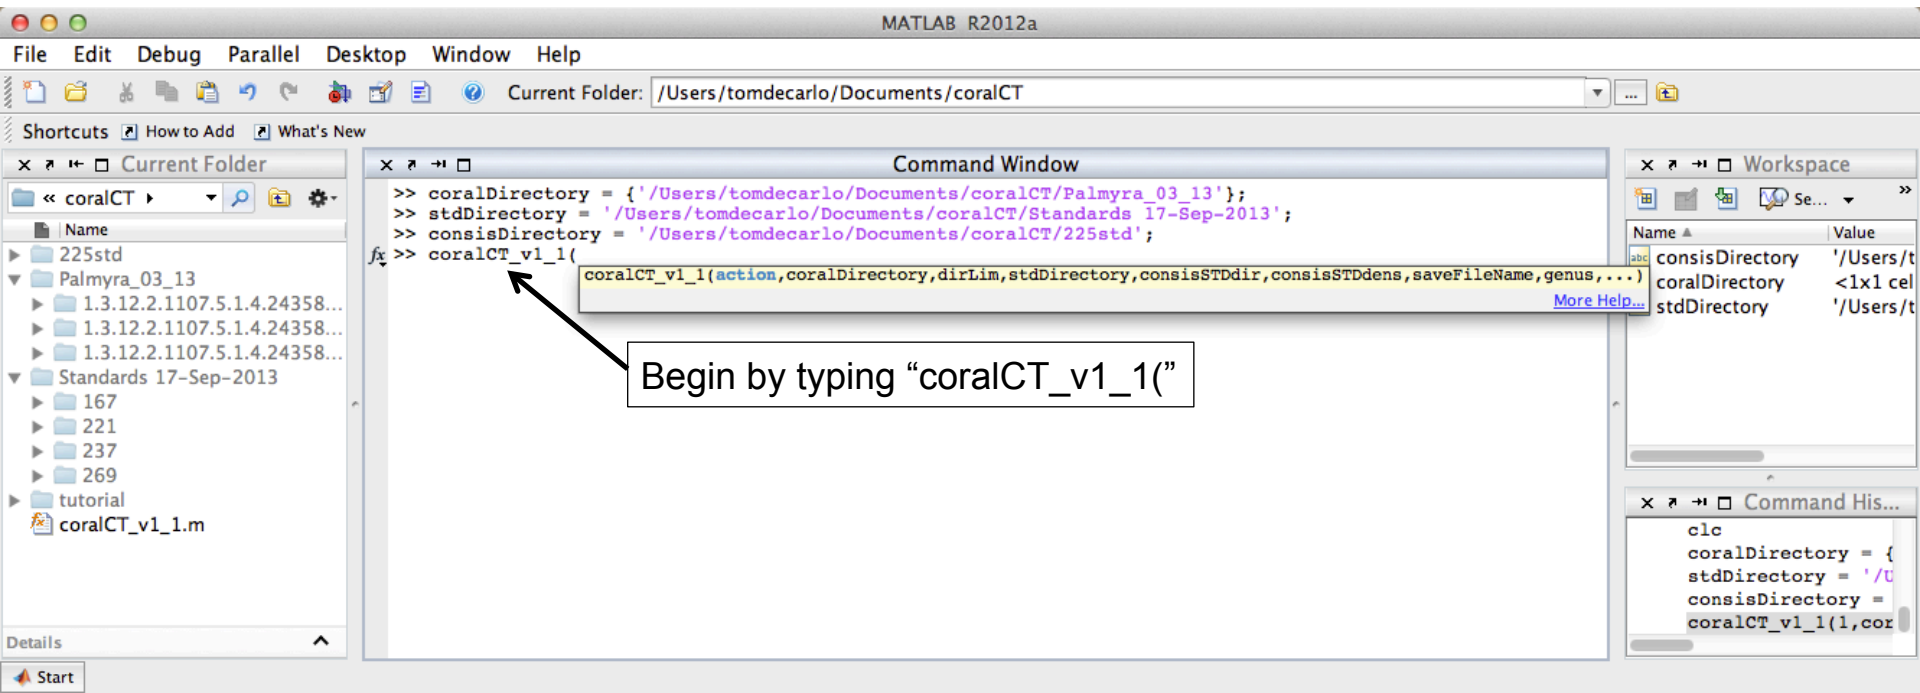 MATLAB R2012a
File Edit Debug Parallel Desktop Window Help
Current Folder: /Users/tomdecarlo/Documents/coralCT ...
Shortcuts How to Add What's New
Current Folder
« coralCT
Name
225std
Palmyra_03_13
1.3.12.2.1107.5.1.4.24358...
1.3.12.2.1107.5.1.4.24358...
1.3.12.2.1107.5.1.4.24358...
Standards 17-Sep-2013
167
221
237
269
tutorial
coralCT_v1_1.m
Details
Start
Command Window
>> coralDirectory = {'/Users/tomdecarlo/Documents/coralCT/Palmyra_03_13'};
>> stdDirectory = '/Users/tomdecarlo/Documents/coralCT/Standards 17-Sep-2013';
>> consisDirectory = '/Users/tomdecarlo/Documents/coralCT/225std';
fx >> coralCT_v1_1(
coralCT_v1_1(action,coralDirectory,dirLim,stdDirectory,consisSTDdir,consisSTDdens,saveFileName,genus,...)
More Help...
Begin by typing “coralCT_v1_1(”
Workspace
Se... »
Name Value
abc consisDirectory '/Users/t
coralDirectory <1x1 cel
stdDirectory '/Users/t
Command His...
clc
coralDirectory = {
stdDirectory = '/U
consisDirectory =
coralCT_v1_1(1,cor